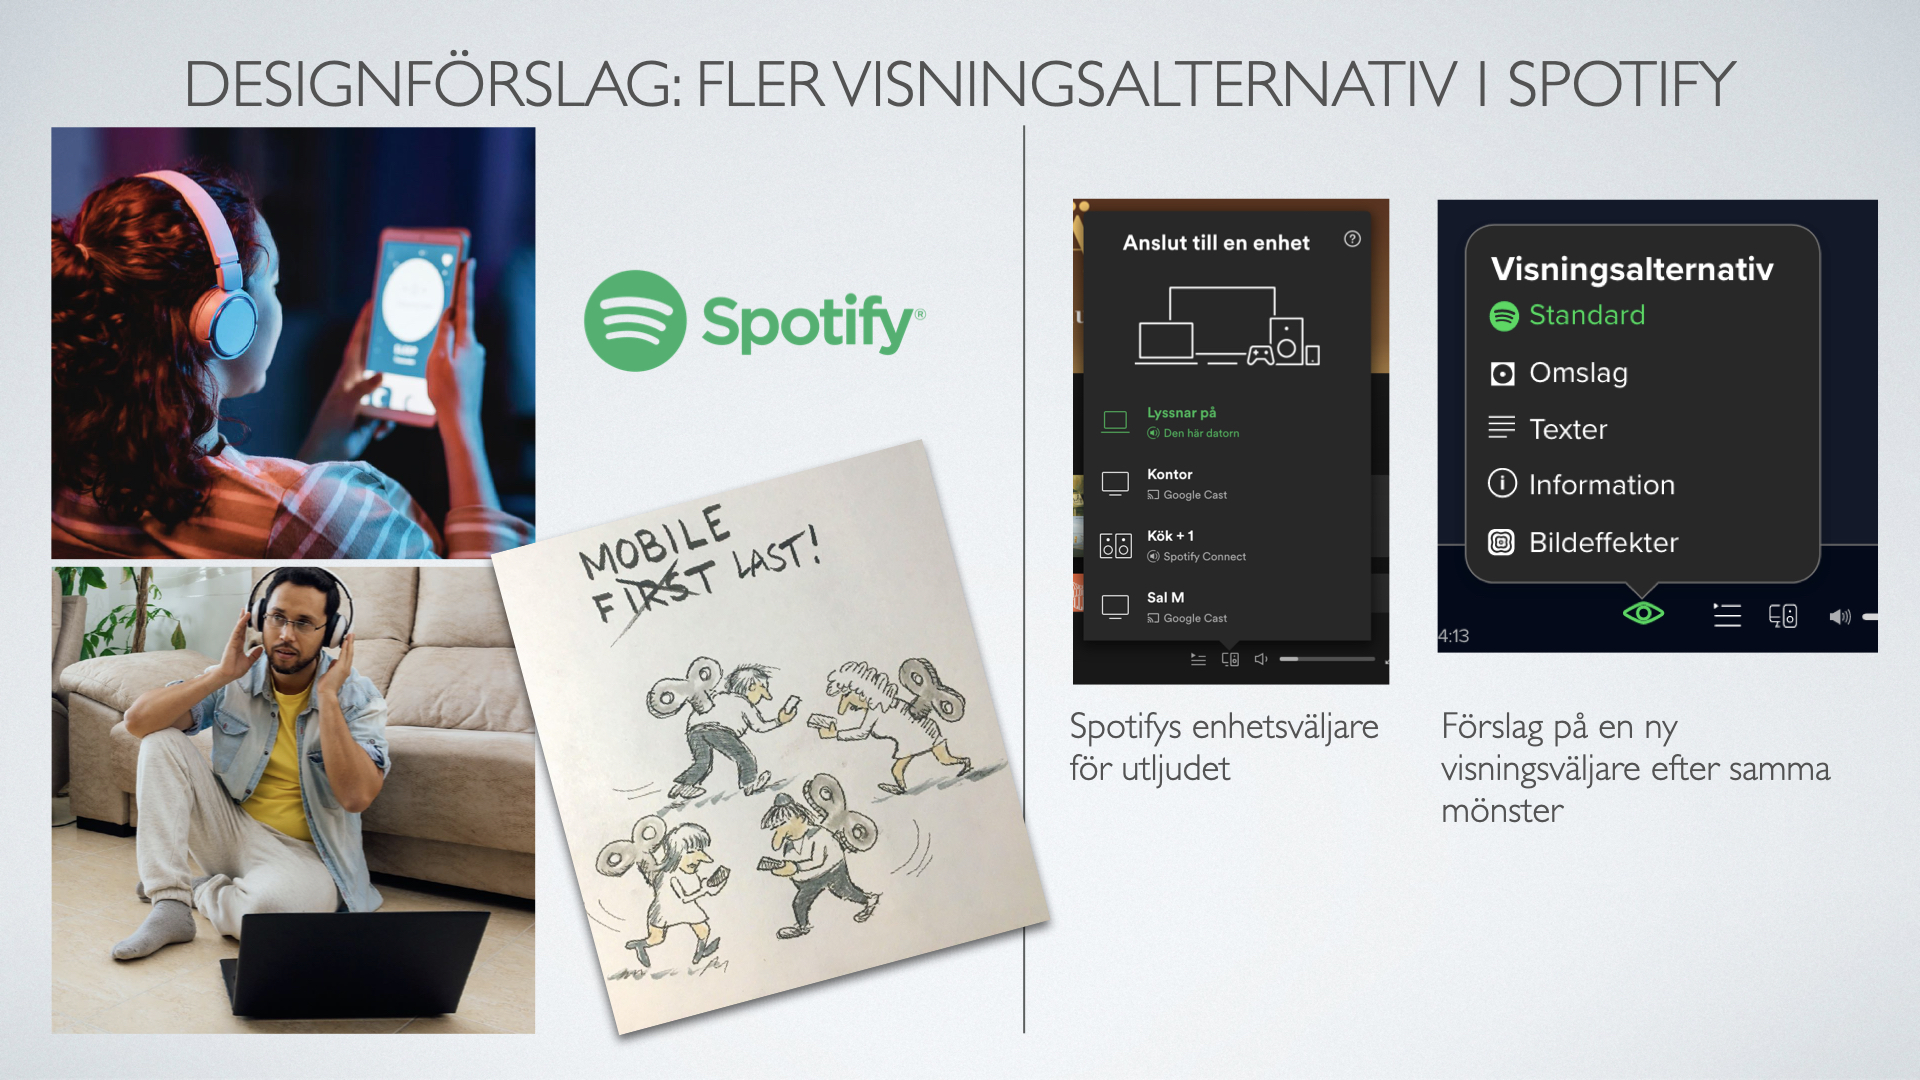 DESIGNFÖRSLAG: FLER VISNINGSALTERNATIV I SPOTIFY
Spotify®
MOBILE
FIRST LAST!
Anslut till en enhet
?
Lyssnar på
Den här datorn
Kontor
Google Cast
Kök + 1
Spotify Connect
Sal M
Google Cast
Spotifys enhetsväljare
för utljudet
Visningsalternativ
Standard
Omslag
Texter
Information
Bildeffekter
4:13
Förslag på en ny
visningsväljare efter samma
mönster